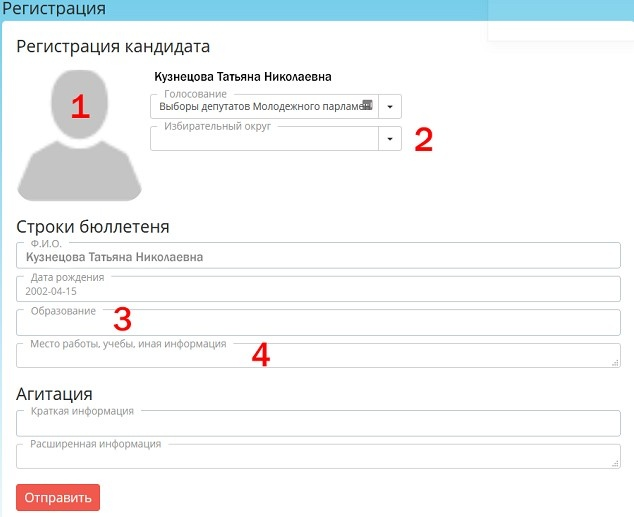 Регистрация
Регистрация кандидата
1
Кузнецова Татьяна Николаевна
Голосование
Выборы депутатов Молодежного парламе
Избирательный округ
2
Строки бюллетеня
Ф.И.О.
Кузнецова Татьяна Николаевна
Дата рождения
2002-04-15
Образование
3
Место работы, учебы, иная информация
4
Агитация
Краткая информация
Расширенная информация
Отправить